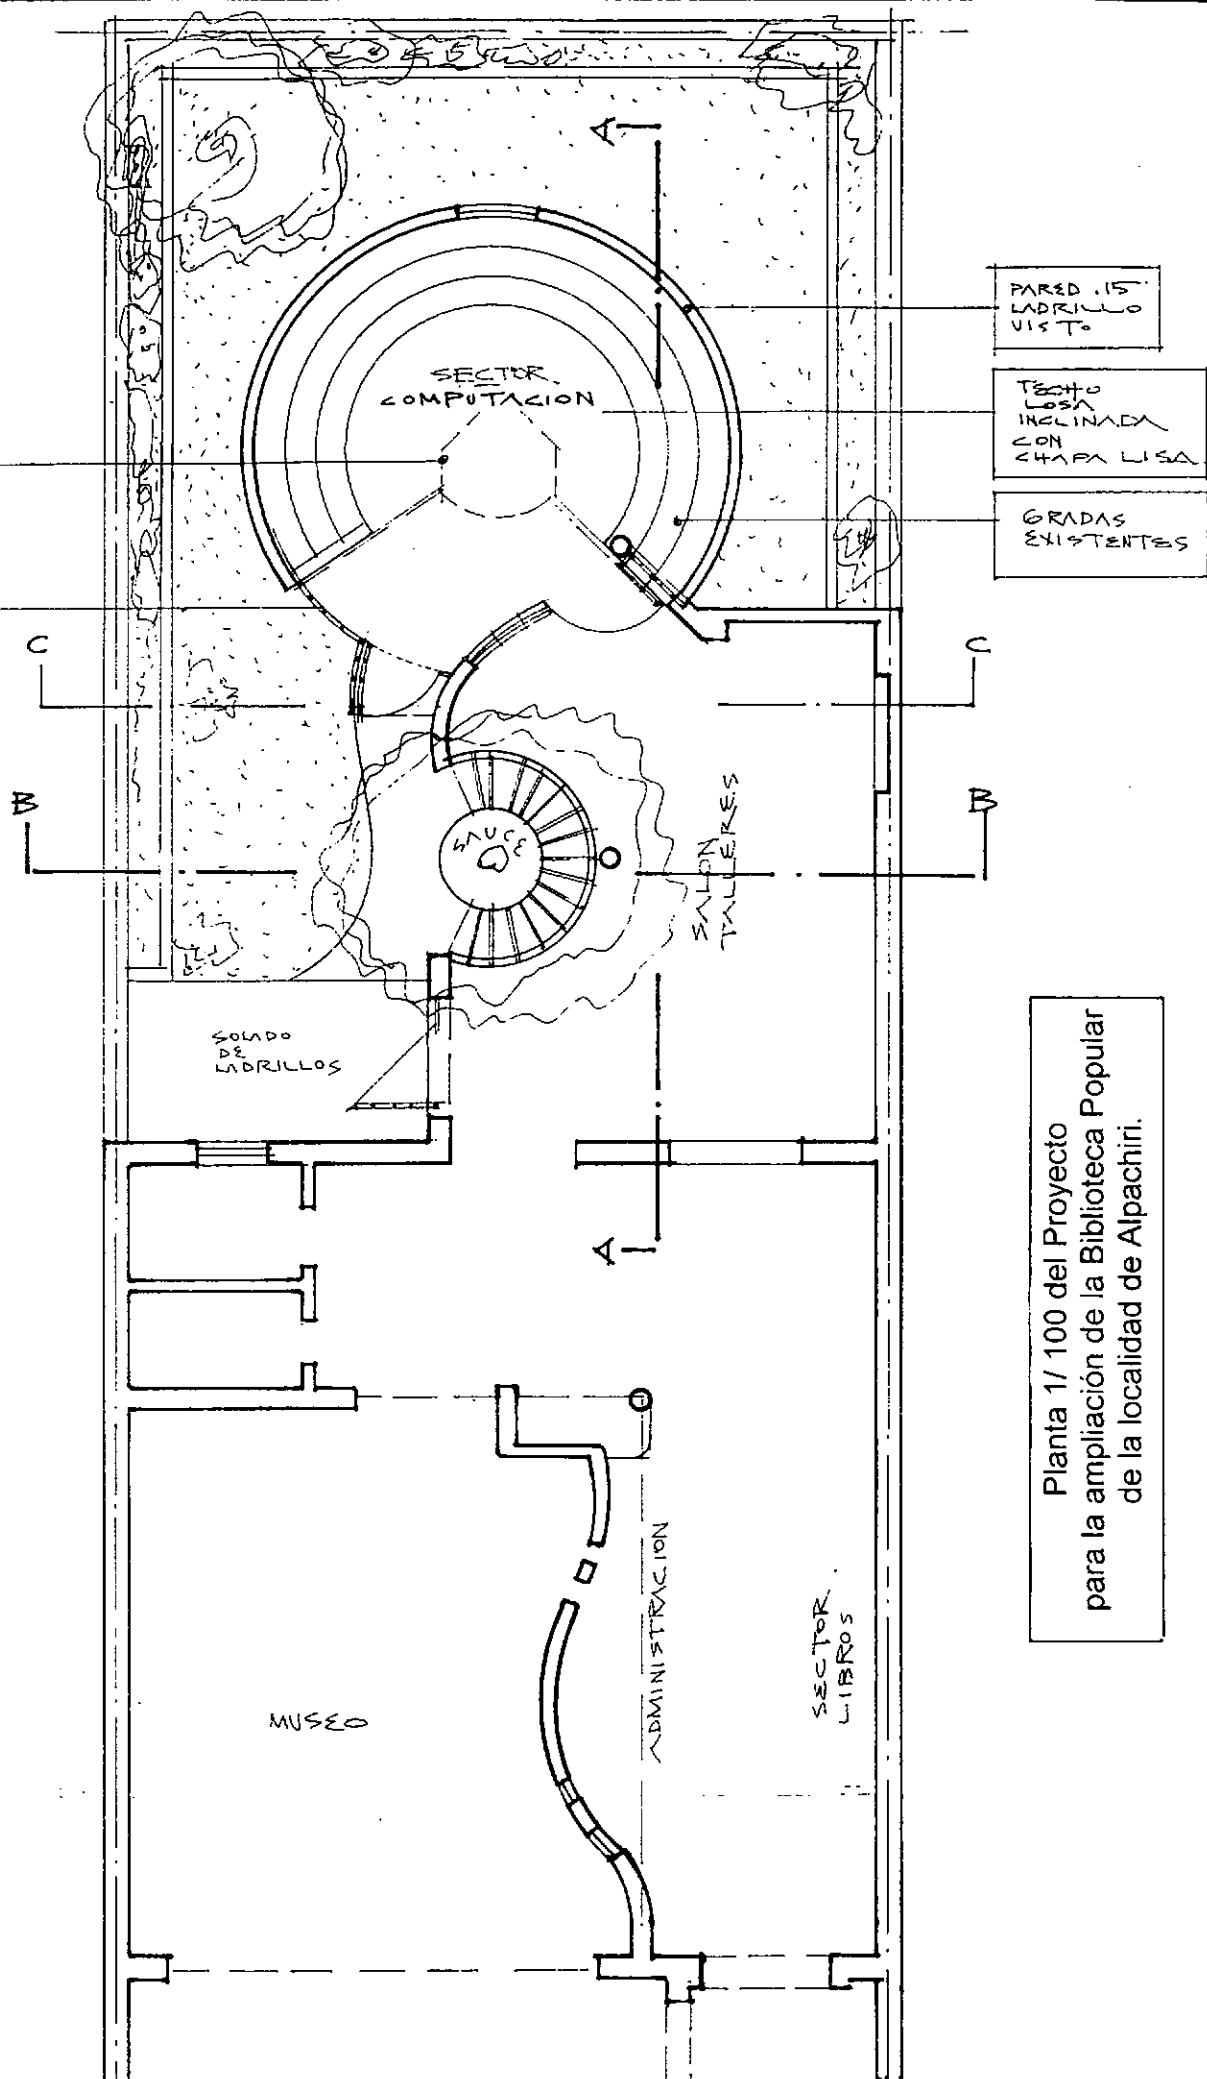 A
PARED .15
LADRILLO
VISTO
SECTOR
COMPUTACION
TECHO
LOSA
INCLINADA
CON
CHAPA LISA
GRADAS
EXISTENTES
C
C
B
B
SALON
TALLERES
SOLADO
DE
LADRILLOS
A
Planta 1/ 100 del Proyecto
para la ampliación de la Biblioteca Popular
de la localidad de Alpachiri.
ADMINISTRACION
SECTOR
LIBROS
MUSEO